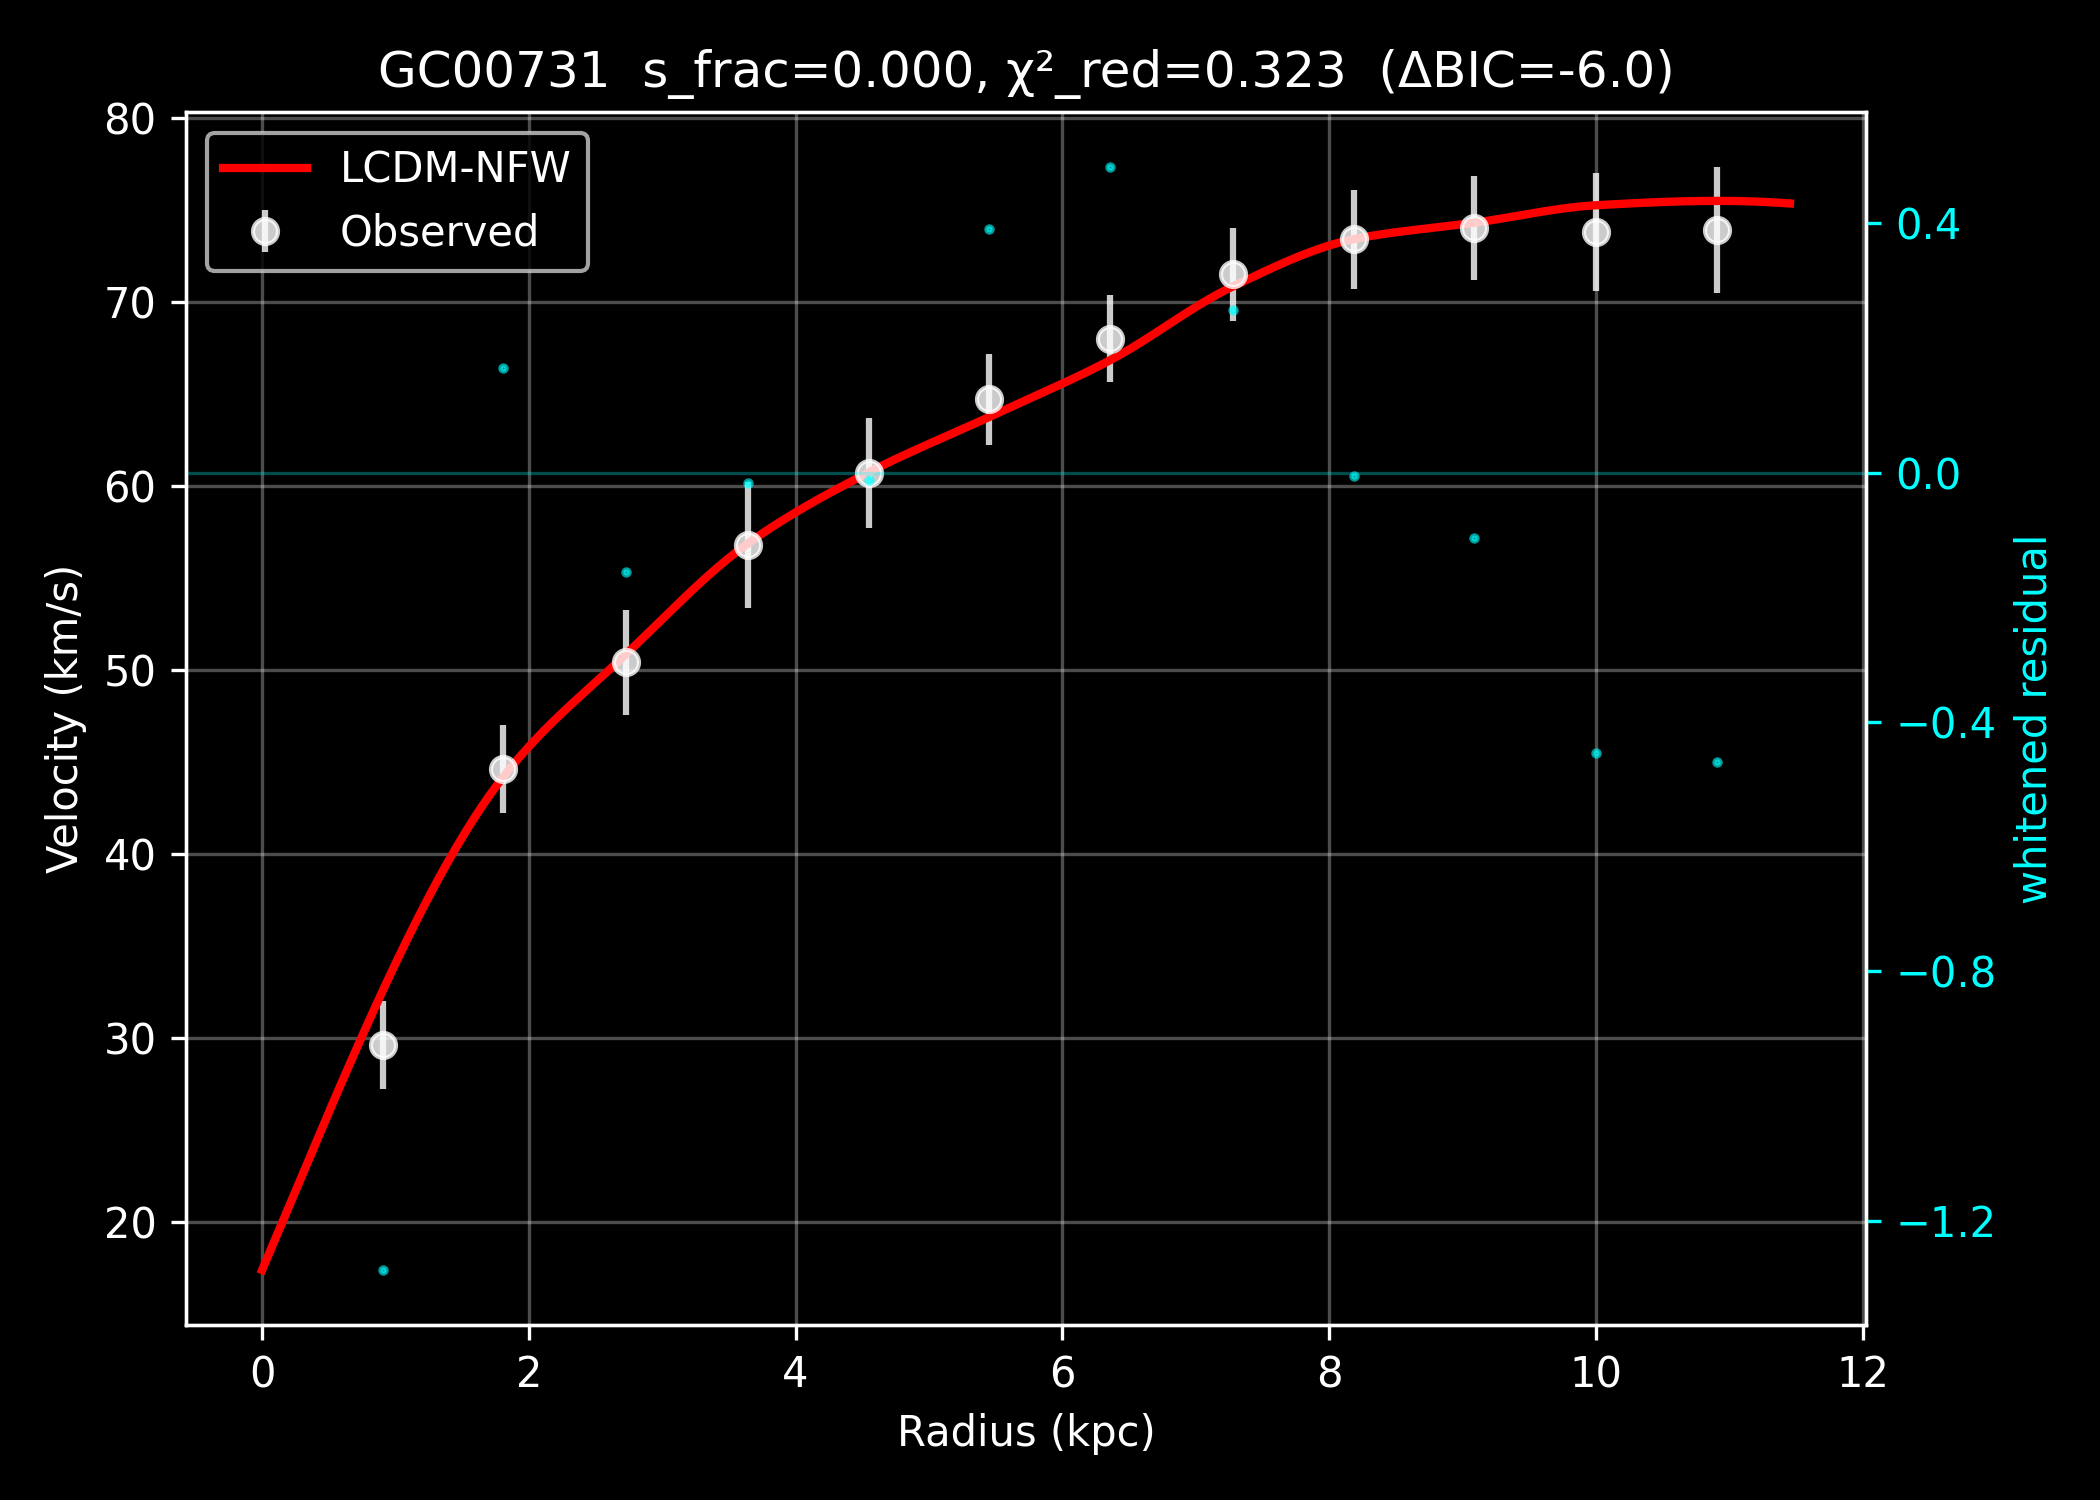 GC00731 s_frac=0.000, χ²_red=0.323 (ΔBIC=-6.0)
LCDM-NFW
Observed
80
70
60
50
40
30
20
Velocity (km/s)
0.4
0.0
−0.4
−0.8
−1.2
whitened residual
0 2 4 6 8 10 12
Radius (kpc)